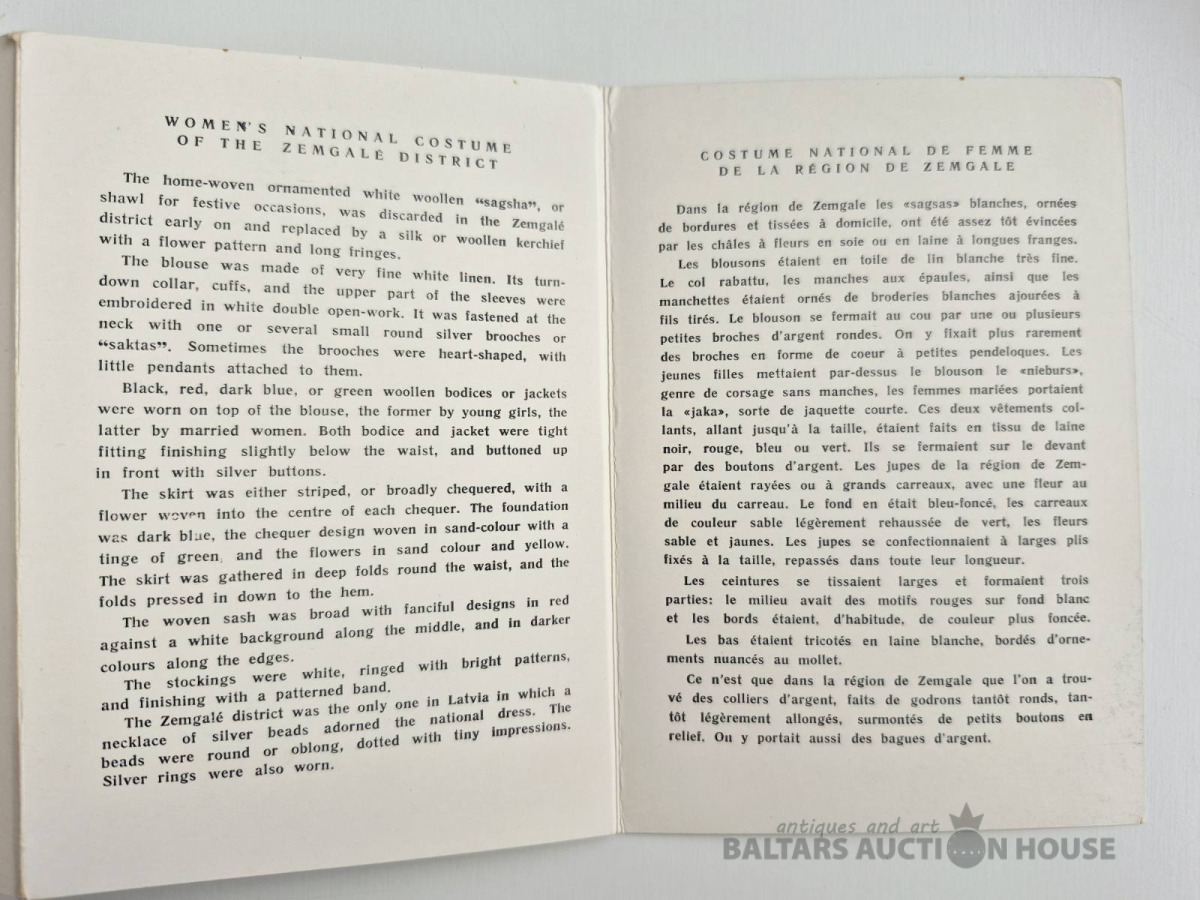 WOMEN'S NATIONAL COSTUME
OF THE ZEMGALÉ DISTRICT
The home-woven ornamented white woollen “sagsha”, or
shawl for festive occasions, was discarded in the Zemgalé
district early on and replaced by a silk or woollen kerchief
with a flower pattern and long fringes.
The blouse was made of very fine white linen. Its turn-
down collar, cuffs, and the upper part of the sleeves were
embroidered in white double open-work. It was fastened at the
neck with one or several small round silver brooches or
“saktas”. Sometimes the brooches were heart-shaped, with
little pendants attached to them.
Black, red, dark blue, or green woollen bodices or jackets
were worn on top of the blouse, the former by young girls, the
latter by married women. Both bodice and jacket were tight
fitting finishing slightly below the waist, and buttoned up
in front with silver buttons.
The skirt was either striped, or broadly chequered, with a
flower woven into the centre of each chequer. The foundation
was dark blue, the chequer design woven in sand-colour with a
tinge of green, and the flowers in sand colour and yellow.
The skirt was gathered in deep folds round the waist, and the
folds pressed in down to the hem.
The woven sash was broad with fanciful designs in red
against a white background along the middle, and in darker
colours along the edges.
The stockings were white, ringed with bright patterns,
and finishing with a patterned band.
The Zemgalé district was the only one in Latvia in which a
necklace of silver beads adorned the national dress. The
beads were round or oblong, dotted with tiny impressions.
Silver rings were also worn.
COSTUME NATIONAL DE FEMME
DE LA RÉGION DE ZEMGALE
Dans la région de Zemgale les «sagsas» blanches, ornées
de bordures et tissées à domicile, ont été assez tôt évincées
par les châles à fleurs en soie ou en laine à longues franges.
Les blousons étaient en toile de lin blanche très fine.
Le col rabattu, les manches aux épaules, ainsi que les
manchettes étaient ornés de broderies blanches ajourées à
fils tirés. Le blouson se fermait au cou par une ou plusieurs
petites broches d'argent rondes. On y fixait plus rarement
des broches en forme de coeur à petites pendeloques. Les
jeunes filles mettaient par-dessus le blouson le «nieburs»,
genre de corsage sans manches, les femmes mariées portaient
la «jaka», sorte de jaquette courte. Ces deux vêtements col-
lants, allant jusqu'à la taille, étaient faits en tissu de laine
noir, rouge, bleu ou vert. Ils se fermaient sur le devant
par des boutons d'argent. Les jupes de la région de Zem-
gale étaient rayées ou à grands carreaux, avec une fleur au
milieu du carreau. Le fond en était bleu-foncé, les carreaux
de couleur sable légèrement rehaussée de vert, les fleurs
sable et jaunes. Les jupes se confectionnaient à larges plis
fixés à la taille, repassés dans toute leur longueur.
Les ceintures se tissaient larges et formaient trois
parties: le milieu avait des motifs rouges sur fond blanc
et les bords étaient, d'habitude, de couleur plus foncée.
Les bas étaient tricotés en laine blanche, bordés d'orne-
ments nuancés au mollet.
Ce n'est que dans la région de Zemgale que l'on a trou-
vé des colliers d'argent, faits de godrons tantôt ronds, tan-
tôt légèrement allongés, surmontés de petits boutons en
relief. On y portait aussi des bagues d'argent.
antiques and art
BALTARS AUCTION HOUSE